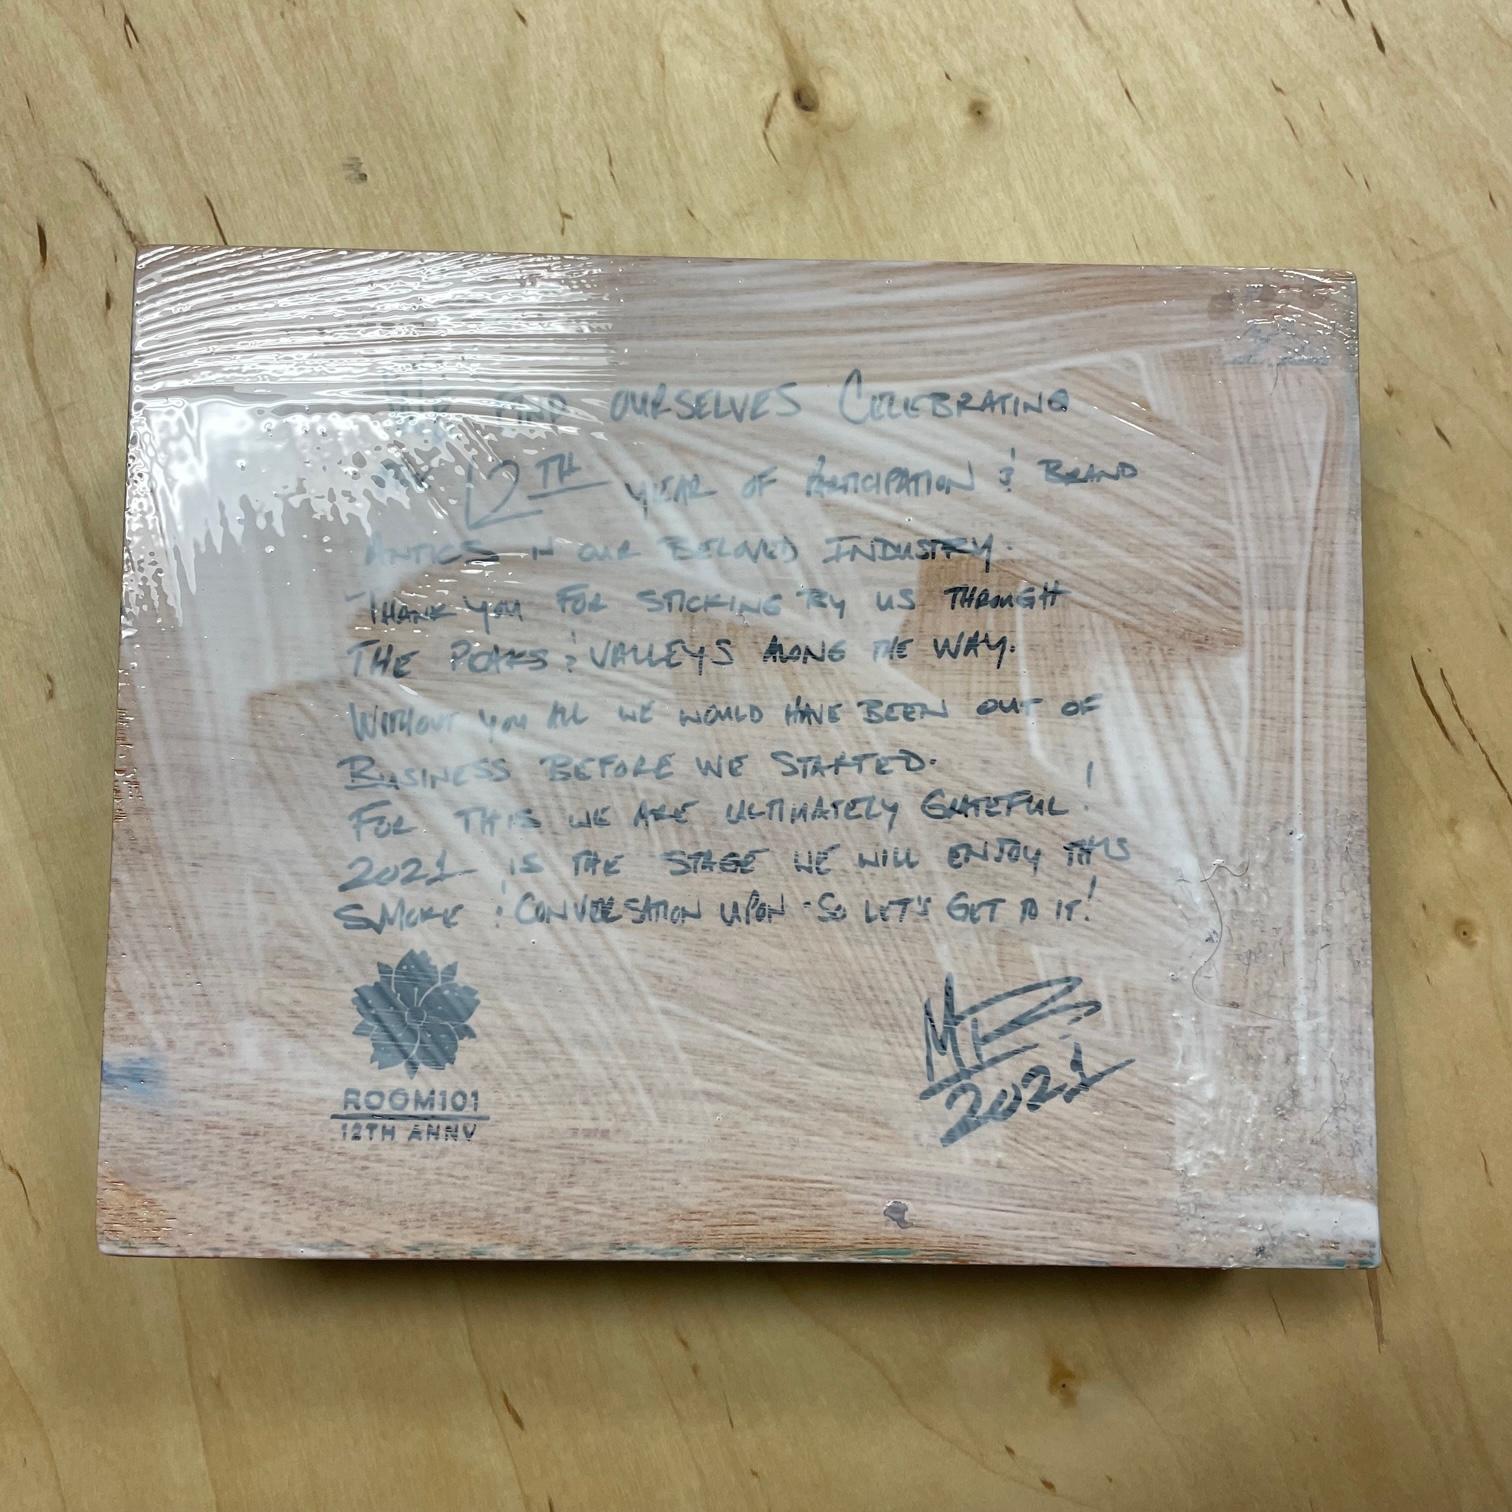 WE FIND OURSELVES CELEBRATING
THE 12TH YEAR OF PARTICIPATION & BRAND
ANTICS IN OUR BELOVED INDUSTRY.
THANK YOU FOR STICKING BY US THROUGH
THE PEAKS & VALLEYS ALONG THE WAY.
WITHOUT YOU ALL WE WOULD HAVE BEEN OUT OF
BUSINESS BEFORE WE STARTED.
FOR THIS WE ARE ULTIMATELY GRATEFUL!
2021 IS THE STAGE WE WILL ENJOY THIS
SMOKE & CONVERSATION UPON - SO LET'S GET TO IT!
ROOM101
12TH ANNV
2021